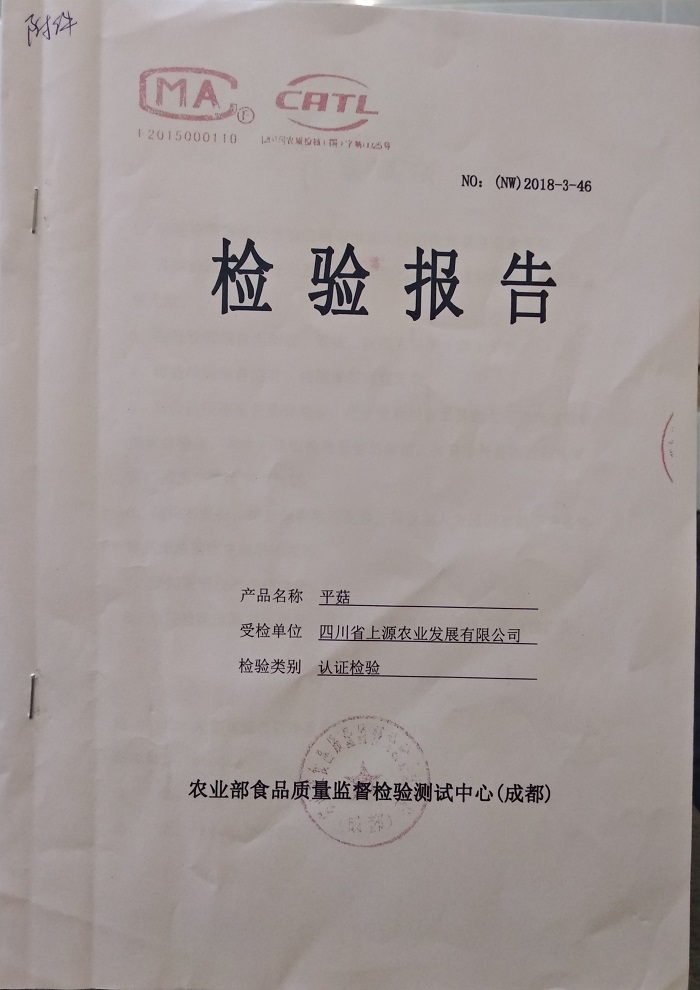 附件
CMA F
F2015000110
CATL
NO: (NW)2018-3-46
检验报告
产品名称 平菇
受检单位 四川省上源农业发展有限公司
检验类别 认证检验
农业部食品质量监督检验测试中心(成都)